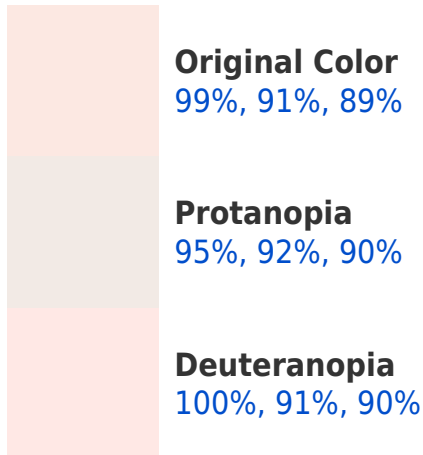 Original Color
99%, 91%, 89%
Protanopia
95%, 92%, 90%
Deuteranopia
100%, 91%, 90%